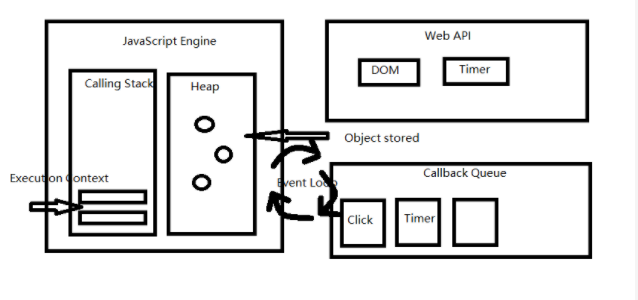 JavaScript Engine
Calling Stack
Heap
Execution Context
Web API
DOM
Timer
Object stored
Event Loop
Callback Queue
Click
Timer